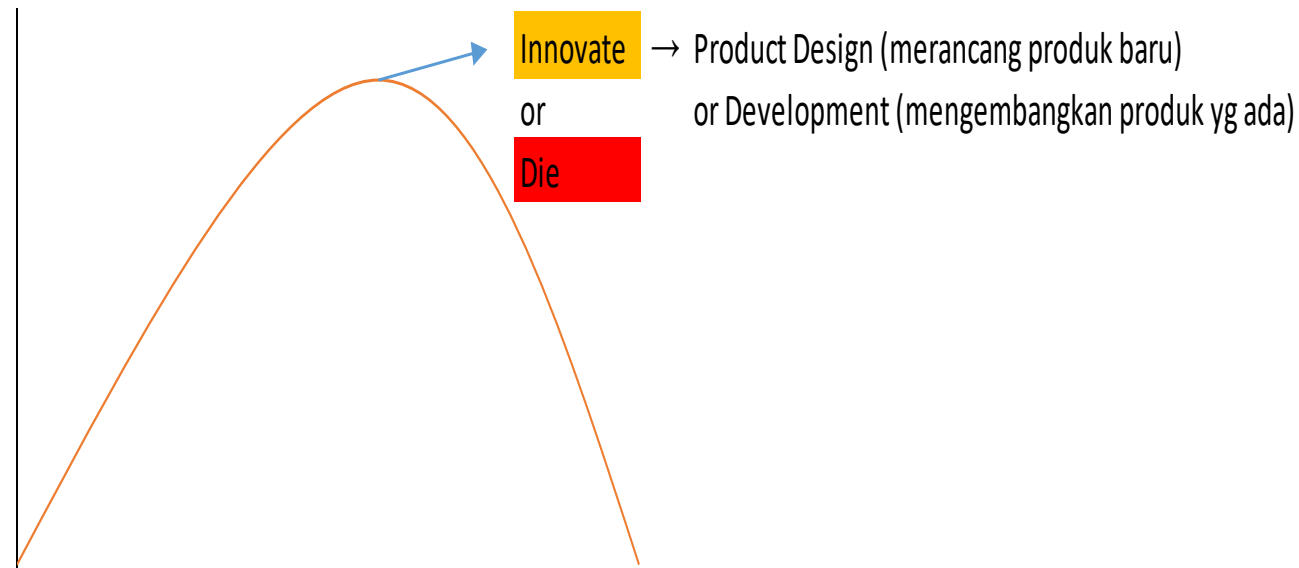 Innovate → Product Design (merancang produk baru)
or or Development (mengembangkan produk yg ada)
Die